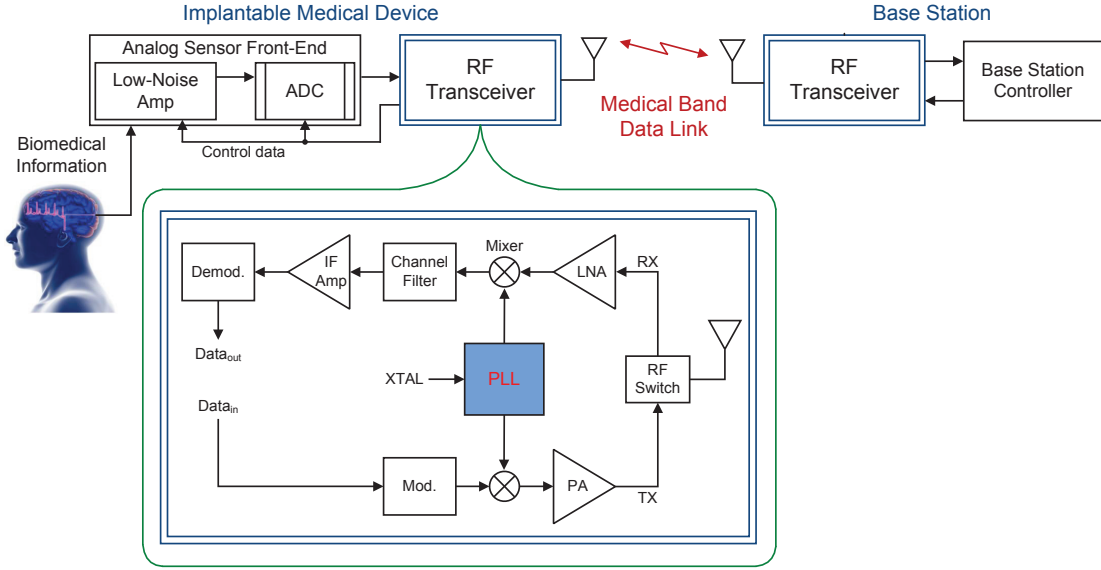 Implantable Medical Device
Base Station
Analog Sensor Front-End
Low-Noise
Amp
ADC
RF
Transceiver
Control data
Medical Band
Data Link
RF
Transceiver
Base Station
Controller
Biomedical
Information
Demod.
IF
Amp
Channel
Filter
Mixer
LNA
RX
Dataout
XTAL
PLL
RF
Switch
Datain
Mod.
PA
TX